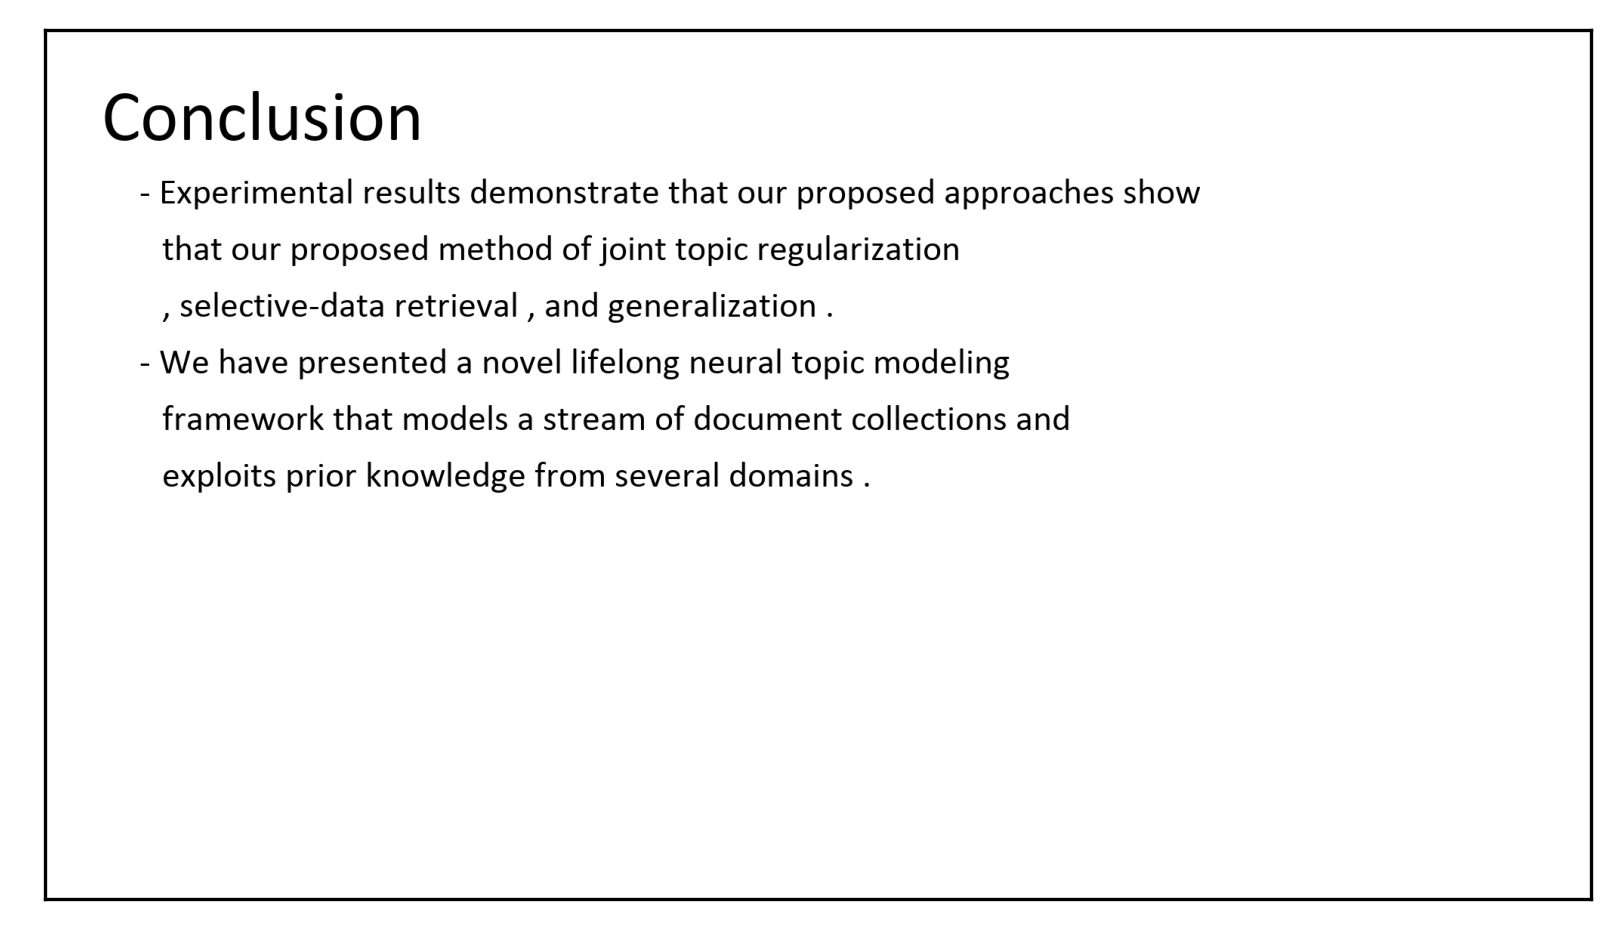 Conclusion
- Experimental results demonstrate that our proposed approaches show
that our proposed method of joint topic regularization
, selective-data retrieval , and generalization .
- We have presented a novel lifelong neural topic modeling
framework that models a stream of document collections and
exploits prior knowledge from several domains .